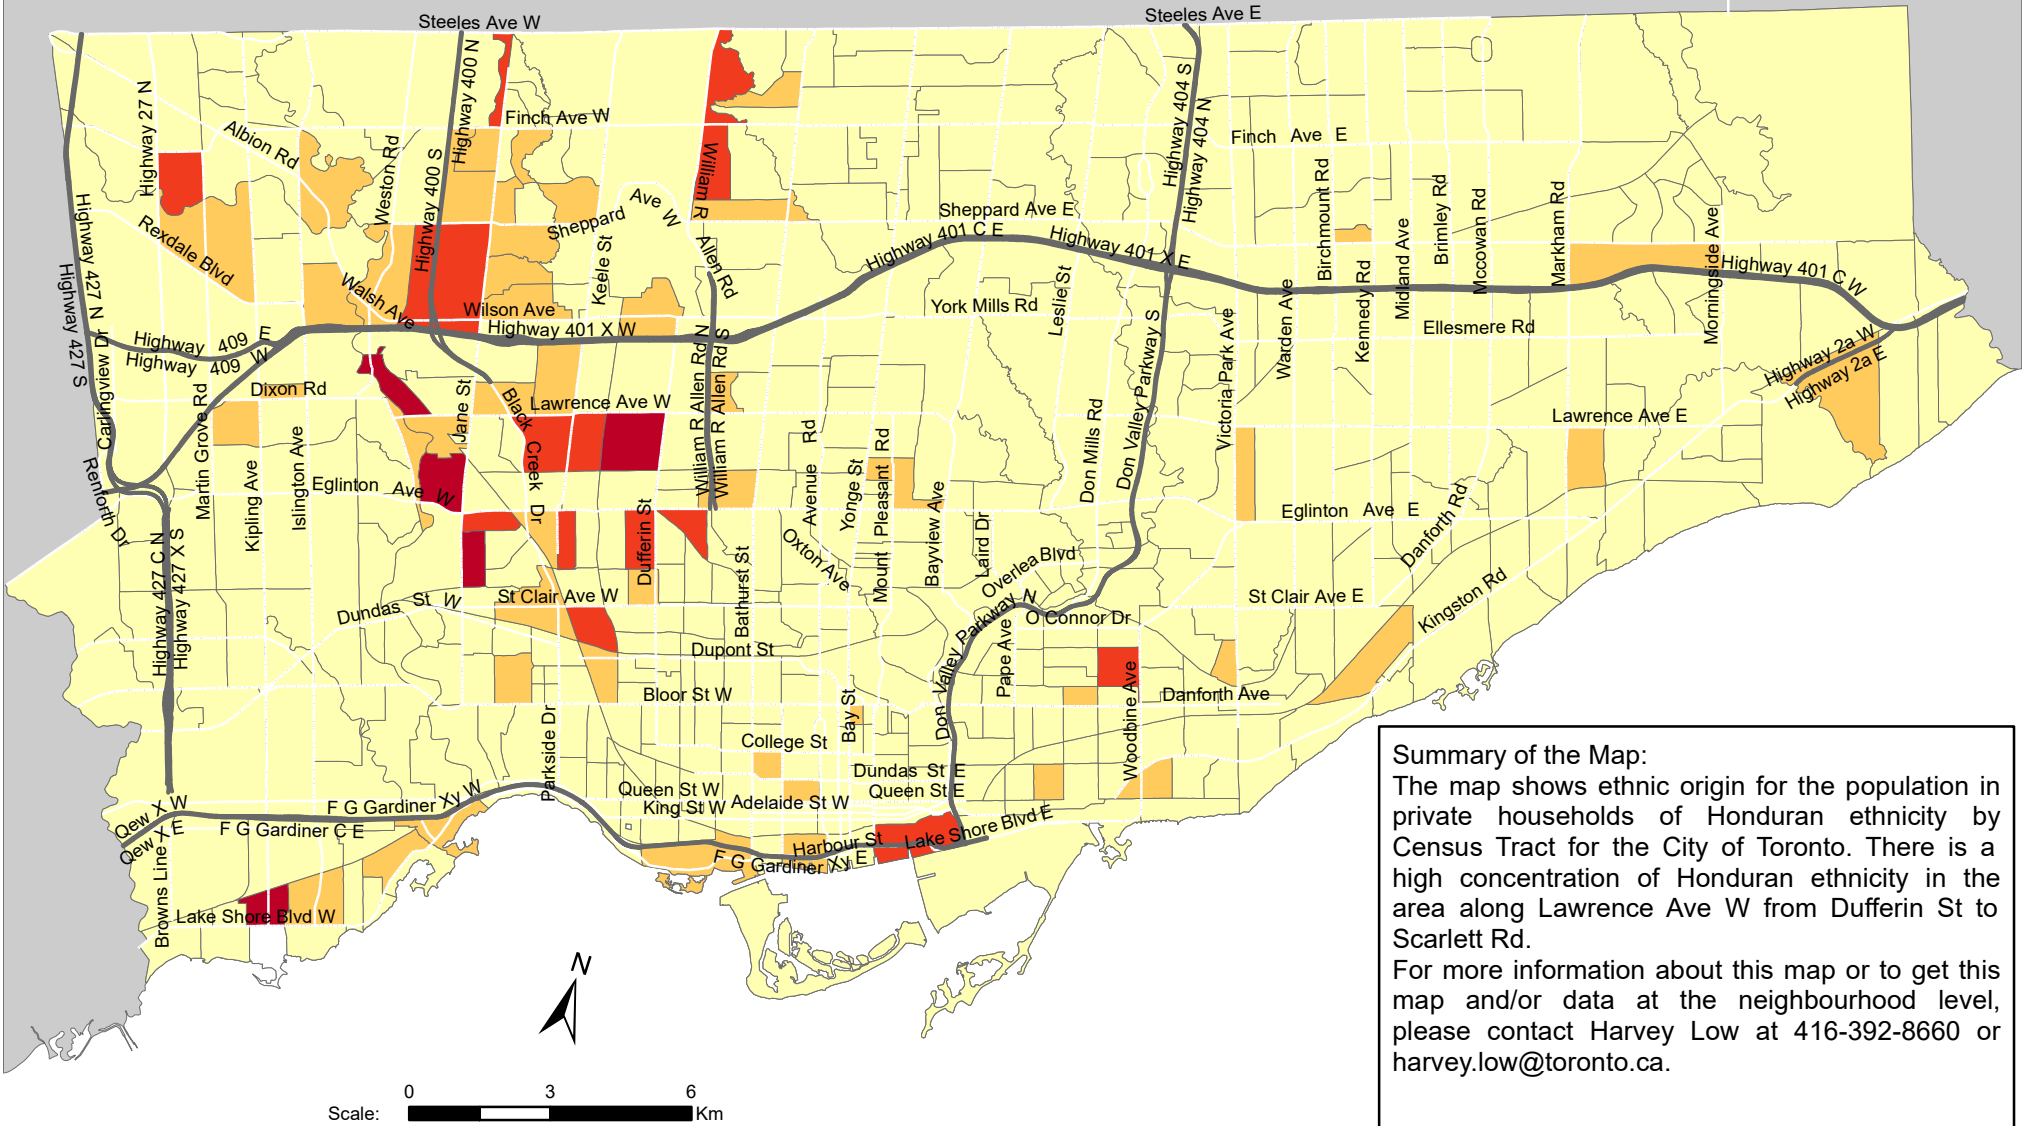 Steeles Ave W
Steeles Ave E
Highway 27 N
Highway 400 N
Finch Ave W
Albion Rd
Weston Rd
Highway 400 S
William R
Allen Rd
Highway 404 S
Highway 404 N
Finch Ave E
Birchmount Rd
Brimley Rd
Mccowan Rd
Markham Rd
Midland Ave
Morningside Ave
Sheppard Ave W
Sheppard Ave E
Highway 427 N
Highway 427 S
Rexdale Blvd
Walsh Ave
Keele St
Wilson Ave
Highway 401 C E
Highway 401 X E
Highway 401 C W
Highway 401 X W
York Mills Rd
Leslie St
Ellesmere Rd
Kennedy Rd
Warden Ave
Victoria Park Ave
Highway 2a W
Highway 2a E
Highway 409 E
Highway 409 W
Carlingview Dr
Dixon Rd
Martin Grove Rd
Kipling Ave
Islington Ave
Jane St
Black Creek Dr
Lawrence Ave W
Lawrence Ave E
William R Allen Rd N
William R Allen Rd S
Avenue Rd
Yonge St
Mount Pleasant Rd
Bayview Ave
Laird Dr
Don Mills Rd
Don Valley Parkway S
Renforth Dr
Eglinton Ave W
Eglinton Ave E
Danforth Rd
Highway 427 C N
Highway 427 X S
Dufferin St
Bathurst St
Oxton Ave
Overlea Blvd
Dundas St W
St Clair Ave W
St Clair Ave E
Kingston Rd
Don Valley Parkway N
O Connor Dr
Pape Ave
Dupont St
Bloor St W
Danforth Ave
Woodbine Ave
Bay St
Parkside Dr
College St
Dundas St E
Queen St E
Queen St W
King St W
Adelaide St W
Qew X W
Qew X E
F G Gardiner Xy W
F G Gardiner C E
Harbour St
Lake Shore Blvd E
F G Gardiner Xy E
Browns Line
Lake Shore Blvd W
N
Scale:
0 3 6
Km
Summary of the Map:
The map shows ethnic origin for the population in
private households of Honduran ethnicity by
Census Tract for the City of Toronto. There is a
high concentration of Honduran ethnicity in the
area along Lawrence Ave W from Dufferin St to
Scarlett Rd.
For more information about this map or to get this
map and/or data at the neighbourhood level,
please contact Harvey Low at 416-392-8660 or
harvey.low@toronto.ca.